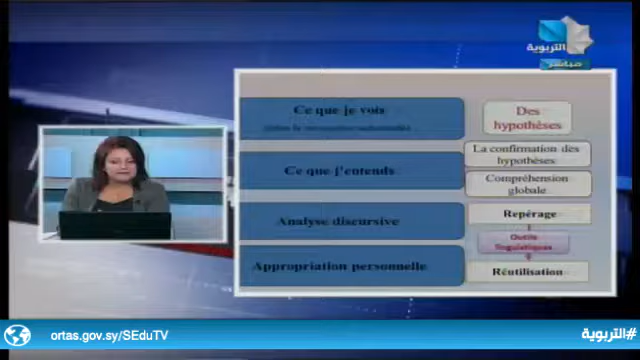 التربوية
مباشر
Ce que je vois
Des
hypothèses
La confirmation des
hypothèses
Ce que j'entends
Compréhension
globale
Analyse discursive
Repérage
Outils
linguistiques
Appropriation personnelle
Réutilisation
ortas.gov.sy/SEduTV
#التربوية